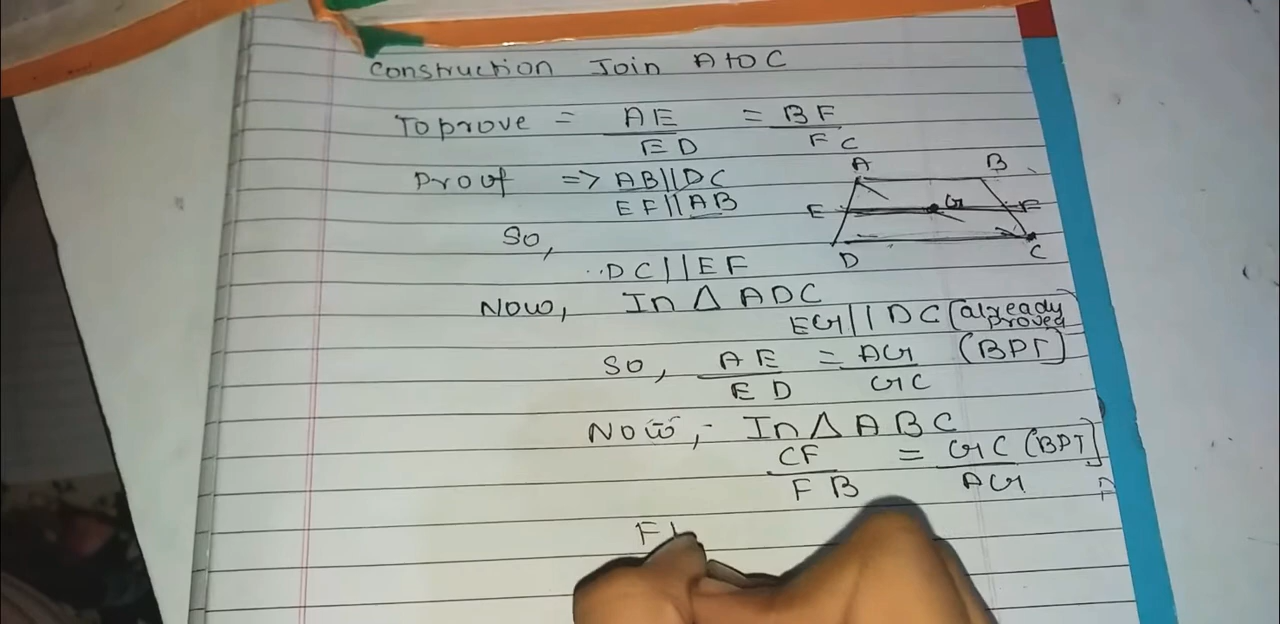 Construction Join A to C
To prove = AE = BF
ED FC
Proof => AB||DC
EF||AB
A B
E G F
D C
So,
..DC||EF
Now, In Δ ADC
EG||DC (already proved)
So, AE = AG (BPT)
ED GC
Now,- In Δ ABC
CF = GC (BPT)
FB AG
F